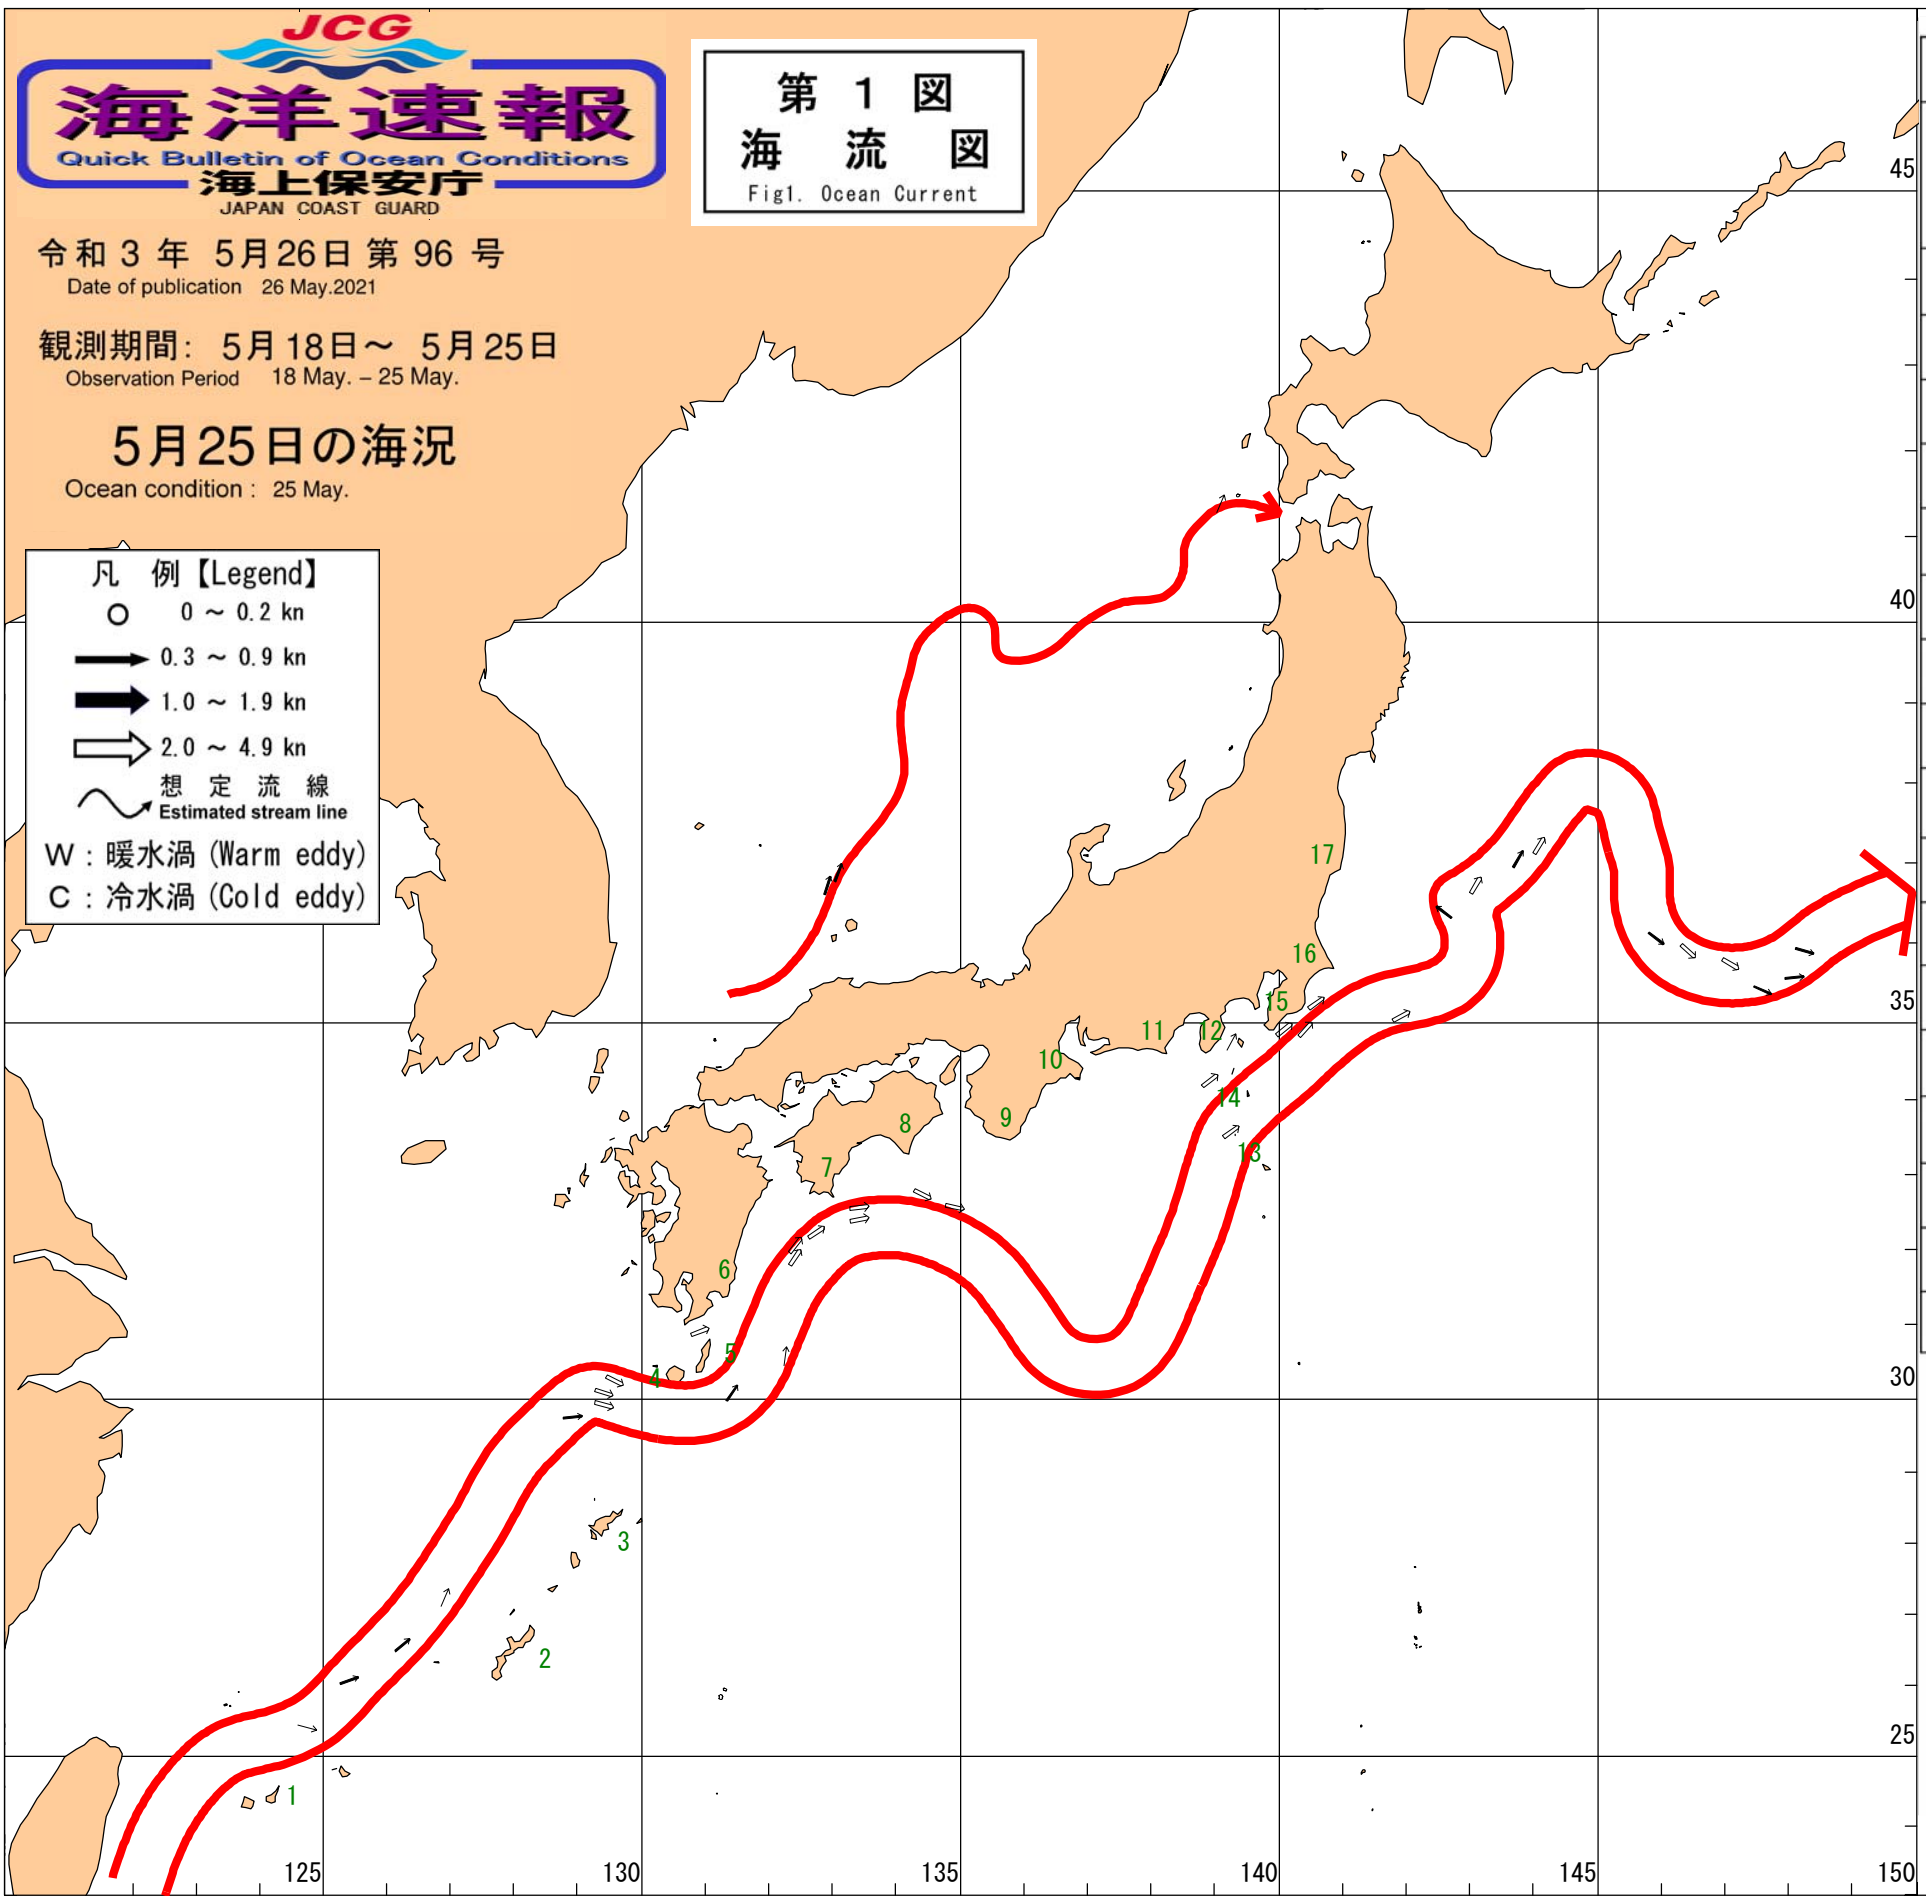 JCG
海洋速報
Quick Bulletin of Ocean Conditions
海上保安庁
JAPAN COAST GUARD
第 1 図
海 流 図
Fig1. Ocean Current
令和 3 年 5月26日 第 96 号
Date of publication 26 May.2021
観測期間: 5月18日～ 5月25日
Observation Period 18 May. – 25 May.
5月25日の海況
Ocean condition : 25 May.
凡 例【Legend】
0 ～ 0.2 kn
0.3 ～ 0.9 kn
1.0 ～ 1.9 kn
2.0 ～ 4.9 kn
想 定 流 線
Estimated stream line
W : 暖水渦 (Warm eddy)
C : 冷水渦 (Cold eddy)
45
40
35
30
25
17
16
15
14
13
12
11
10
9
8
7
6
5
4
3
2
1
125
130
135
140
145
150